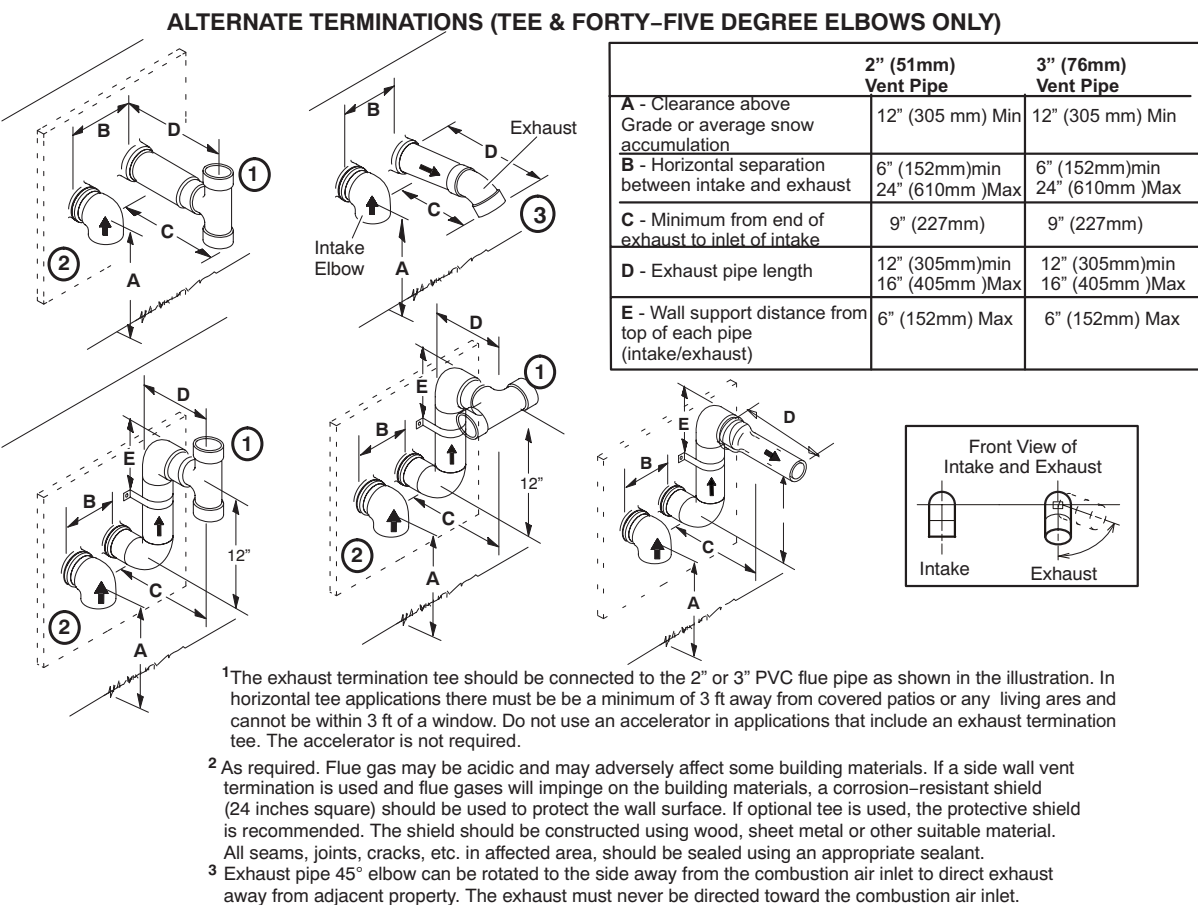 ALTERNATE TERMINATIONS (TEE & FORTY−FIVE DEGREE ELBOWS ONLY)
2” (51mm)
Vent Pipe
3” (76mm)
Vent Pipe
A - Clearance above
Grade or average snow
accumulation
12” (305 mm) Min
12” (305 mm) Min
B - Horizontal separation
between intake and exhaust
6” (152mm)min
24” (610mm )Max
6” (152mm)min
24” (610mm )Max
C - Minimum from end of
exhaust to inlet of intake
9” (227mm)
9” (227mm)
D - Exhaust pipe length
12” (305mm)min
16” (405mm )Max
12” (305mm)min
16” (405mm )Max
E - Wall support distance from
top of each pipe
(intake/exhaust)
6” (152mm) Max
6” (152mm) Max
B
D
1
C
2
A
B
Exhaust
D
C
3
Intake
Elbow
A
D
1
E
B
12”
C
2
A
D
1
E
B
12”
C
2
A
E
D
B
C
A
Front View of
Intake and Exhaust
Intake
Exhaust
1The exhaust termination tee should be connected to the 2” or 3” PVC flue pipe as shown in the illustration. In
horizontal tee applications there must be be a minimum of 3 ft away from covered patios or any living ares and
cannot be within 3 ft of a window. Do not use an accelerator in applications that include an exhaust termination
tee. The accelerator is not required.
2 As required. Flue gas may be acidic and may adversely affect some building materials. If a side wall vent
termination is used and flue gases will impinge on the building materials, a corrosion−resistant shield
(24 inches square) should be used to protect the wall surface. If optional tee is used, the protective shield
is recommended. The shield should be constructed using wood, sheet metal or other suitable material.
All seams, joints, cracks, etc. in affected area, should be sealed using an appropriate sealant.
3 Exhaust pipe 45° elbow can be rotated to the side away from the combustion air inlet to direct exhaust
away from adjacent property. The exhaust must never be directed toward the combustion air inlet.